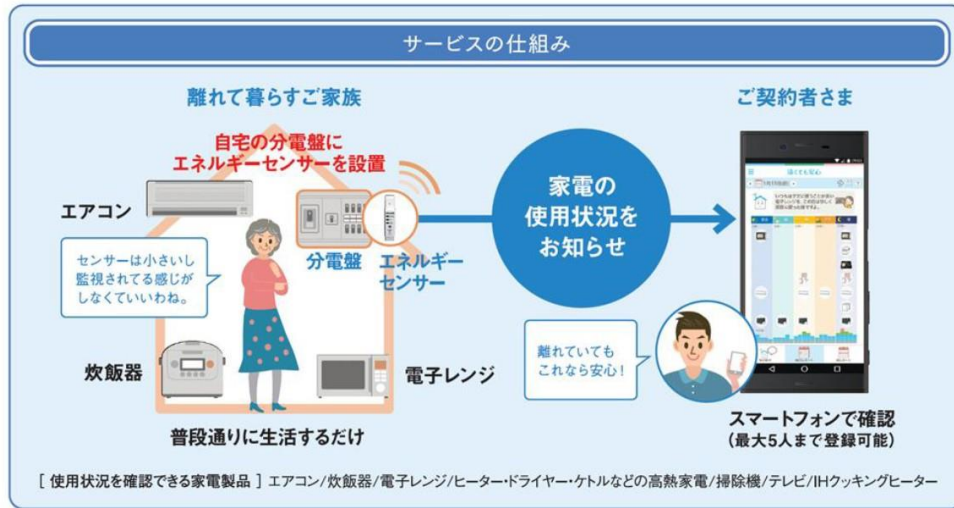 サービスの仕組み
離れて暮らすご家族
ご契約者さま
自宅の分電盤に
エネルギーセンサーを設置
エアコン
センサーは小さいし
監視されてる感じが
しなくていいわね。
分電盤
エネルギー
センサー
家電の
使用状況を
お知らせ
炊飯器
電子レンジ
普段通りに生活するだけ
離れていても
これなら安心！
スマートフォンで確認
(最大5人まで登録可能)
[ 使用状況を確認できる家電製品 ] エアコン/炊飯器/電子レンジ/ヒーター・ドライヤー・ケトルなどの高熱家電/掃除機/テレビ/IHクッキングヒーター